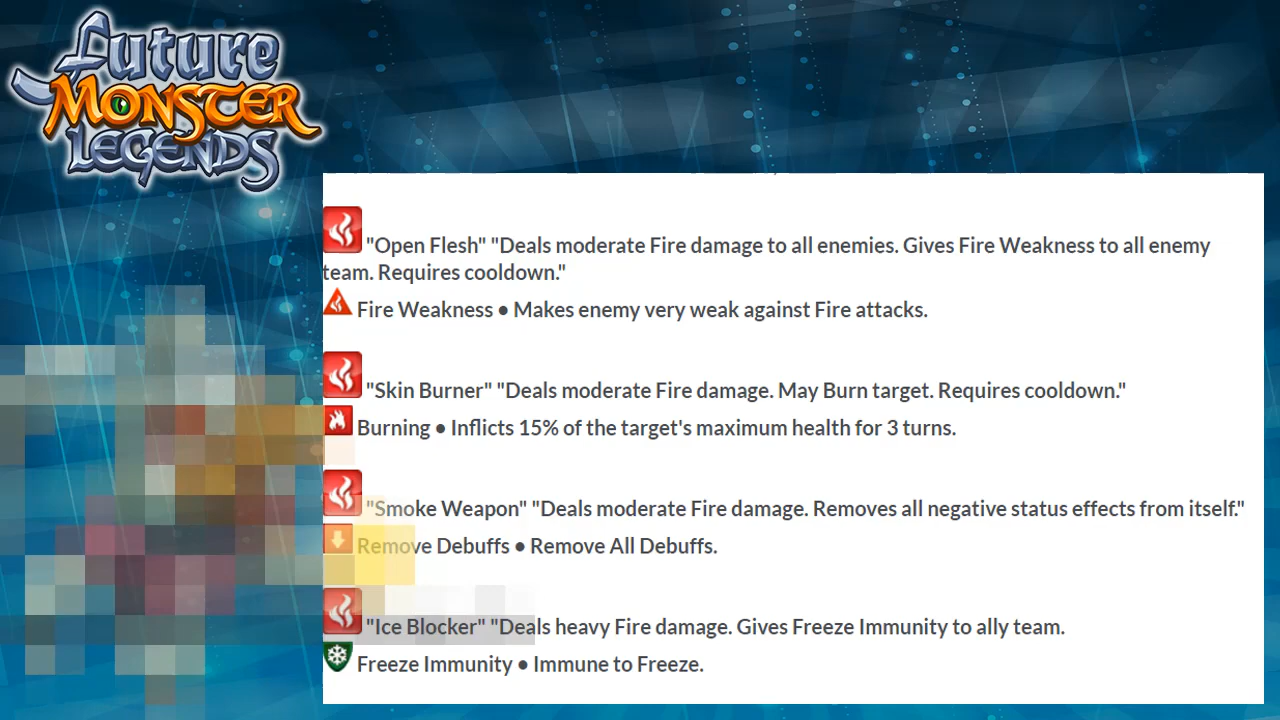 Future
MONSTER
LEGENDS
"Open Flesh" "Deals moderate Fire damage to all enemies. Gives Fire Weakness to all enemy
team. Requires cooldown."
Fire Weakness ● Makes enemy very weak against Fire attacks.
"Skin Burner" "Deals moderate Fire damage. May Burn target. Requires cooldown."
Burning ● Inflicts 15% of the target's maximum health for 3 turns.
"Smoke Weapon" "Deals moderate Fire damage. Removes all negative status effects from itself."
Remove Debuffs ● Remove All Debuffs.
"Ice Blocker" "Deals heavy Fire damage. Gives Freeze Immunity to ally team.
Freeze Immunity ● Immune to Freeze.